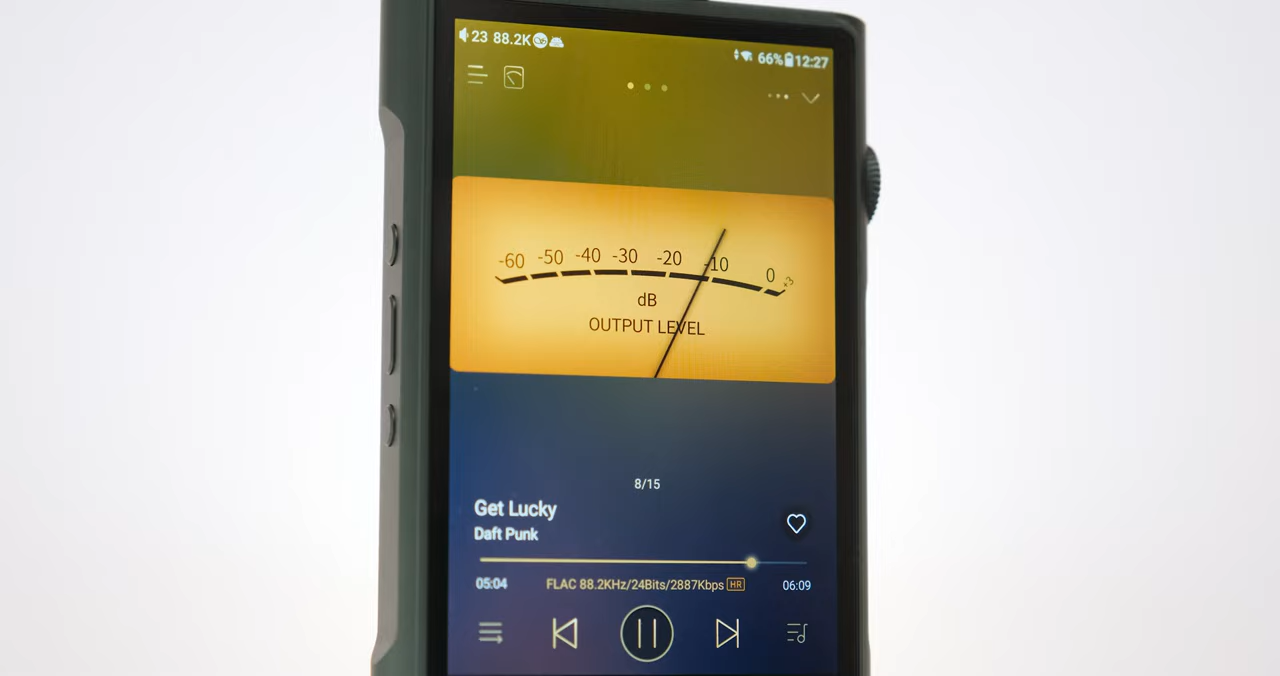 23 88.2K 66% 12:27
-60 -50 -40 -30 -20 -10 0 +3
dB
OUTPUT LEVEL
8/15
Get Lucky
Daft Punk
05:04 FLAC 88.2KHz/24Bits/2887Kbps HR 06:09